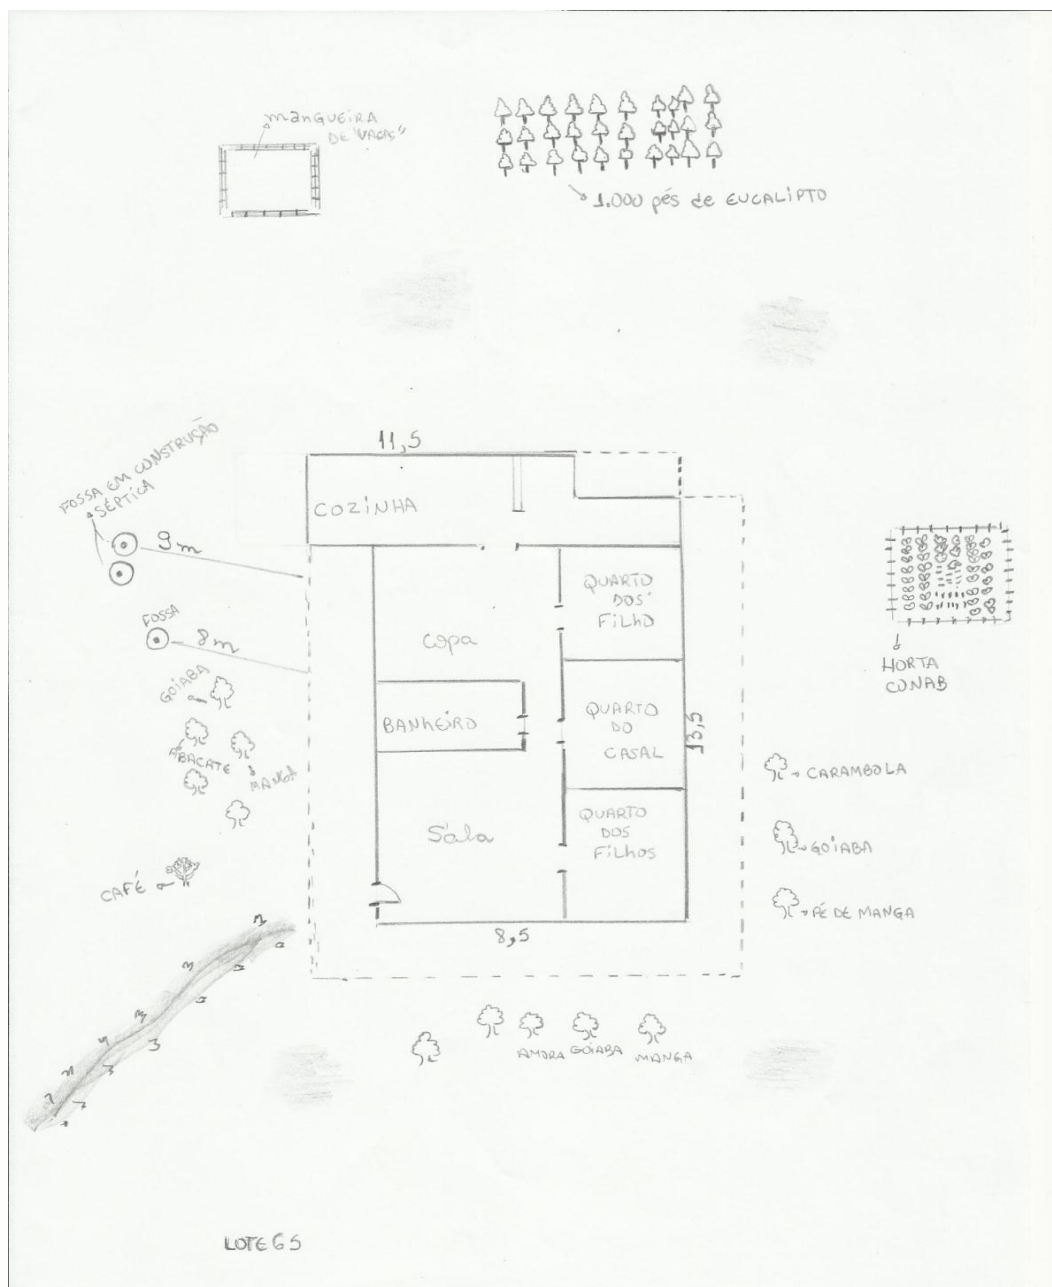 mangueira
DE "VACAS"
1.000 pés de EUCALIPTO
11,5
FOSSA EM CONSTRUÇÃO
SÉPTICA
9m
COZINHA
QUARTO
DOS
FILHO
FOSSA
8m
Copa
HORTA
CONAB
GOIABA
BANHEIRO
QUARTO
DO
CASAL
13,5
ABACATE
MANGA
CARAMBOLA
Sala
QUARTO
DOS
FILHOS
GOIABA
CAFÉ
PÉ DE MANGA
8,5
AMORA
GOIABA
MANGA
LOTE 65